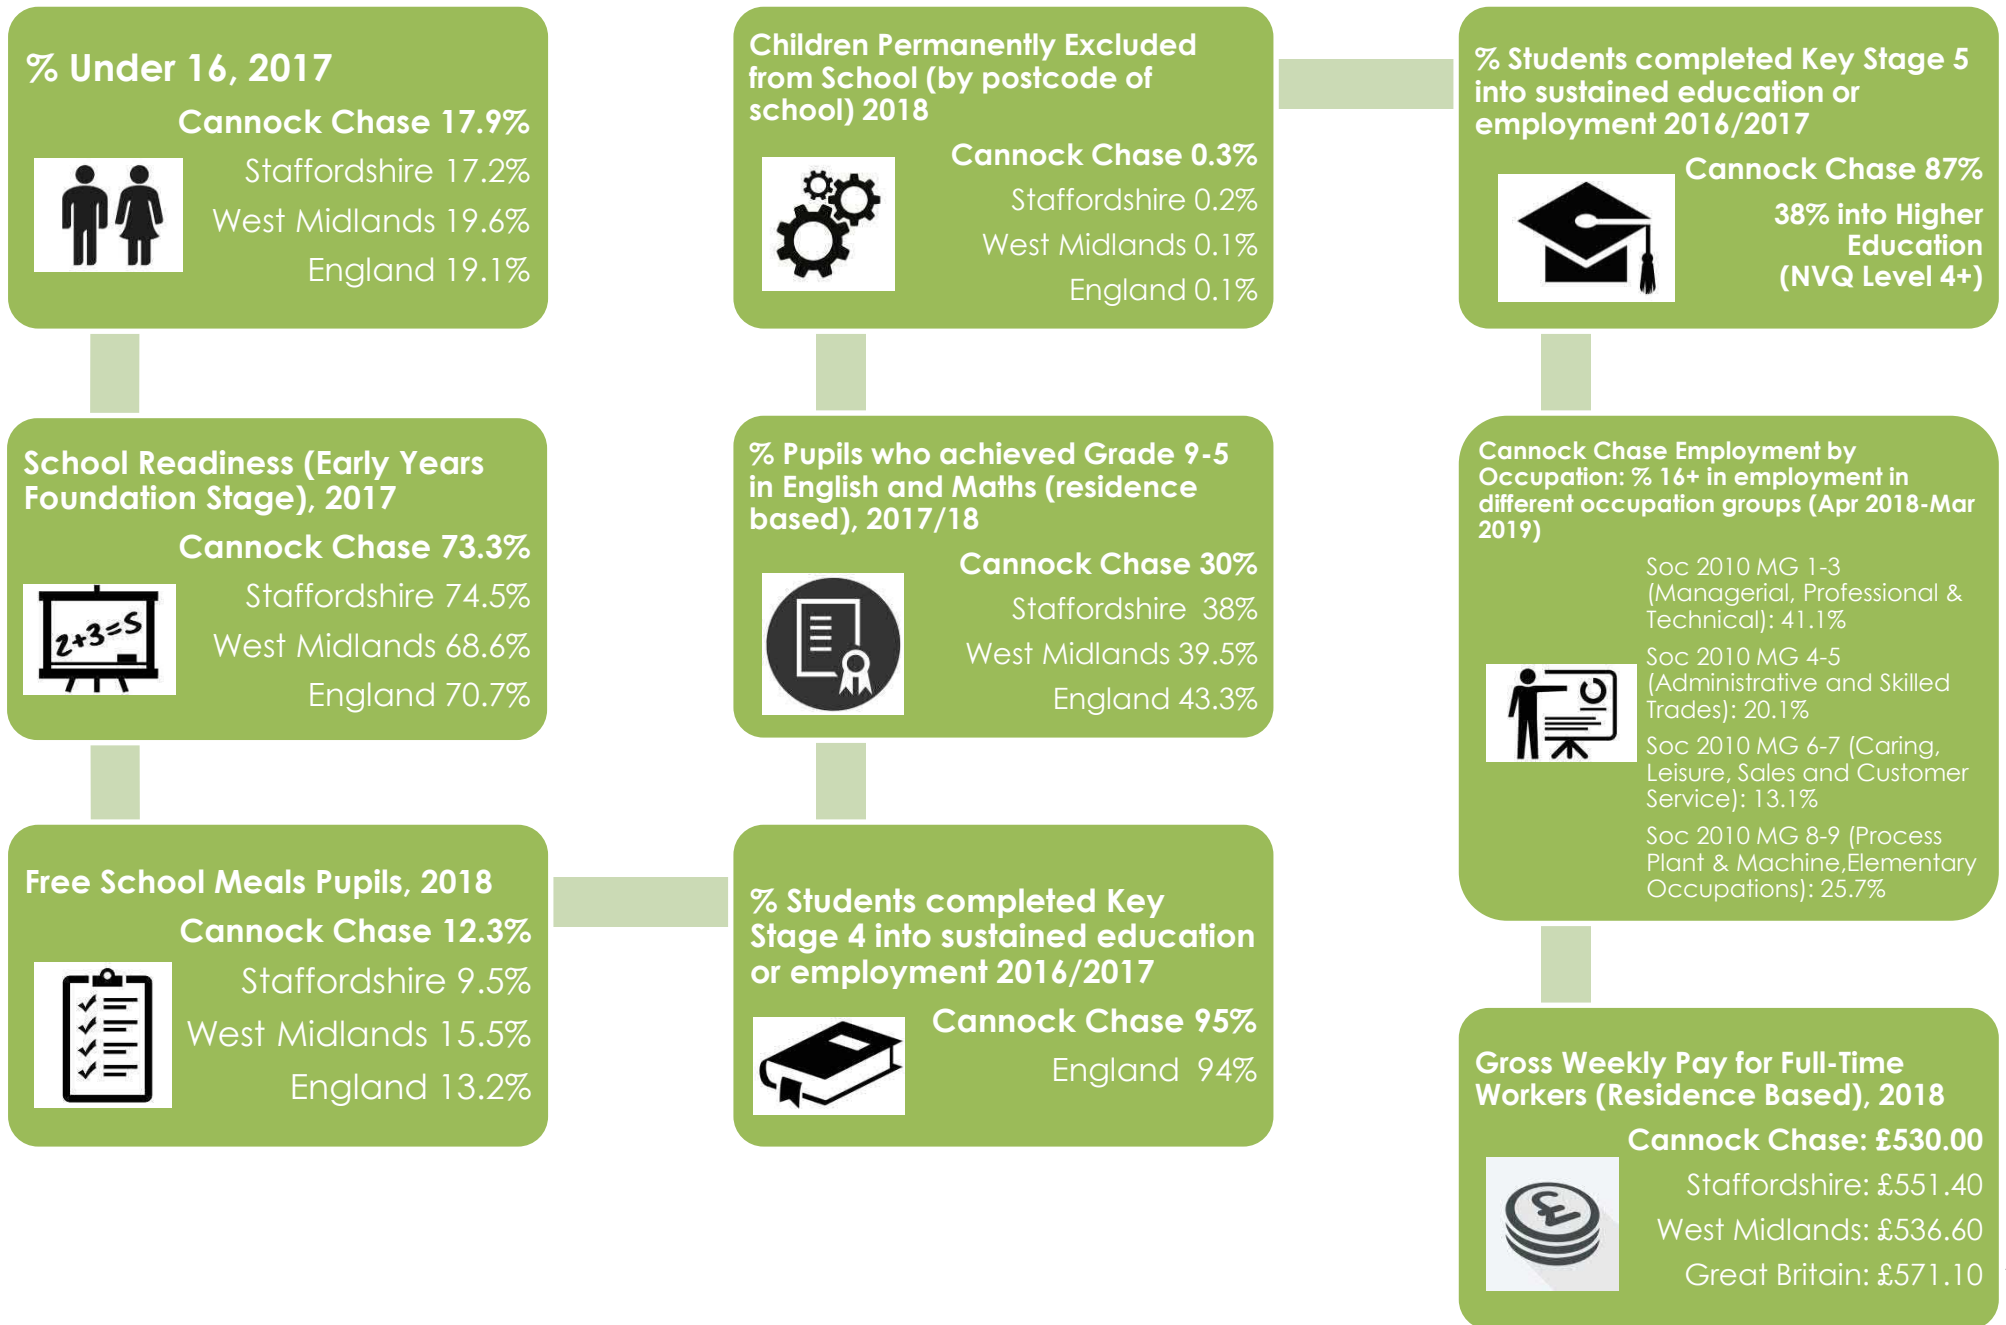 % Under 16, 2017
Cannock Chase 17.9%
Staffordshire 17.2%
West Midlands 19.6%
England 19.1%
School Readiness (Early Years
Foundation Stage), 2017
Cannock Chase 73.3%
2+3=5
Staffordshire 74.5%
West Midlands 68.6%
England 70.7%
Free School Meals Pupils, 2018
Cannock Chase 12.3%
Staffordshire 9.5%
West Midlands 15.5%
England 13.2%
% Students completed Key
Stage 4 into sustained education
or employment 2016/2017
Cannock Chase 95%
England 94%
% Pupils who achieved Grade 9-5
in English and Maths (residence
based), 2017/18
Cannock Chase 30%
Staffordshire 38%
West Midlands 39.5%
England 43.3%
Children Permanently Excluded
from School (by postcode of
school) 2018
Cannock Chase 0.3%
Staffordshire 0.2%
West Midlands 0.1%
England 0.1%
% Students completed Key Stage 5
into sustained education or
employment 2016/2017
Cannock Chase 87%
38% into Higher
Education
(NVQ Level 4+)
Cannock Chase Employment by
Occupation: % 16+ in employment in
different occupation groups (Apr 2018-Mar
2019)
Soc 2010 MG 1-3
(Managerial, Professional &
Technical): 41.1%
Soc 2010 MG 4-5
(Administrative and Skilled
Trades): 20.1%
Soc 2010 MG 6-7 (Caring,
Leisure, Sales and Customer
Service): 13.1%
Soc 2010 MG 8-9 (Process
Plant & Machine,Elementary
Occupations): 25.7%
Gross Weekly Pay for Full-Time
Workers (Residence Based), 2018
Cannock Chase: £530.00
£
Staffordshire: £551.40
West Midlands: £536.60
Great Britain: £571.10